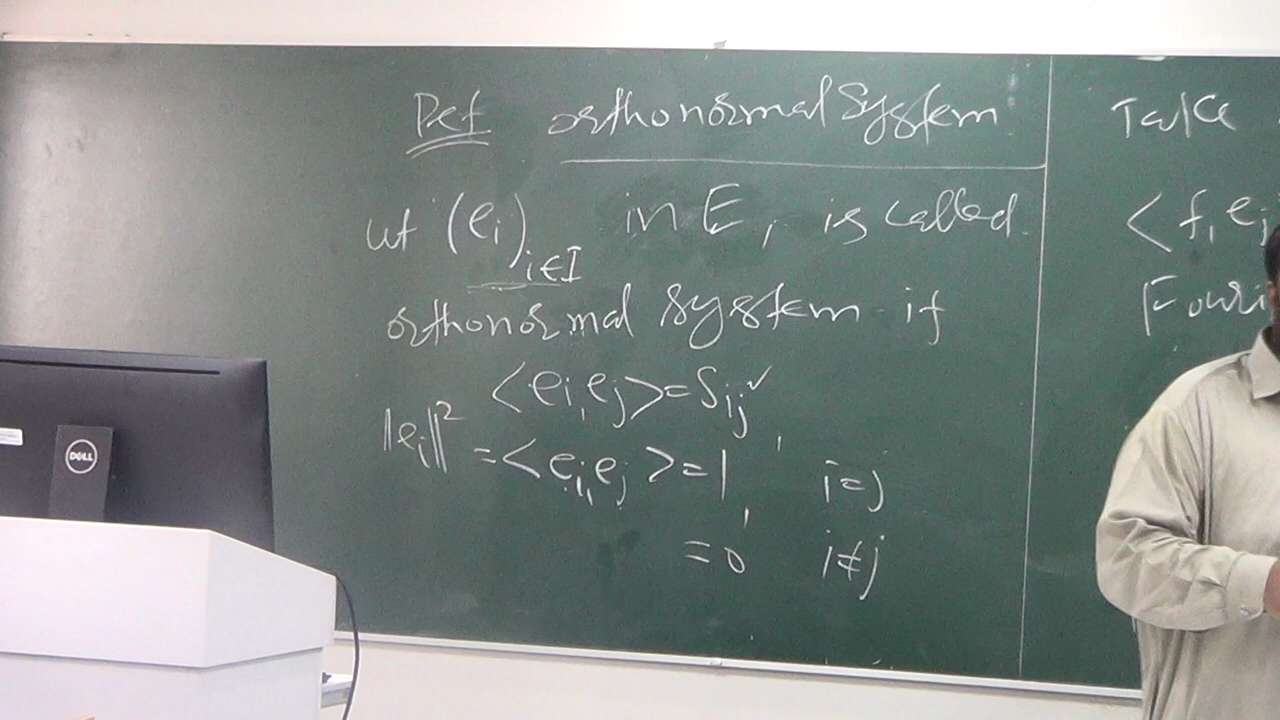 Def orthonormal System
let (ei)i∈I in E, is called
orthonormal system if
<ei,ej>=δij✓
||ei||² =<ei,ej>=1, i=j
=0, i≠j
Take
<f,ei
Fouri
DELL